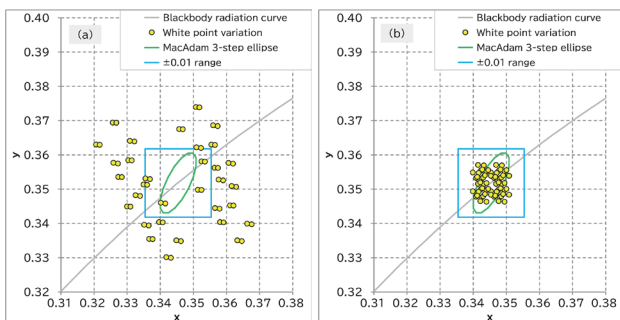 (a)
Blackbody radiation curve
White point variation
MacAdam 3-step ellipse
±0.01 range
0.40
0.39
0.38
0.37
0.36
0.35
0.34
0.33
0.32
y
0.31 0.32 0.33 0.34 0.35 0.36 0.37 0.38
x
(b)
Blackbody radiation curve
White point variation
MacAdam 3-step ellipse
±0.01 range
0.40
0.39
0.38
0.37
0.36
0.35
0.34
0.33
0.32
y
0.31 0.32 0.33 0.34 0.35 0.36 0.37 0.38
x